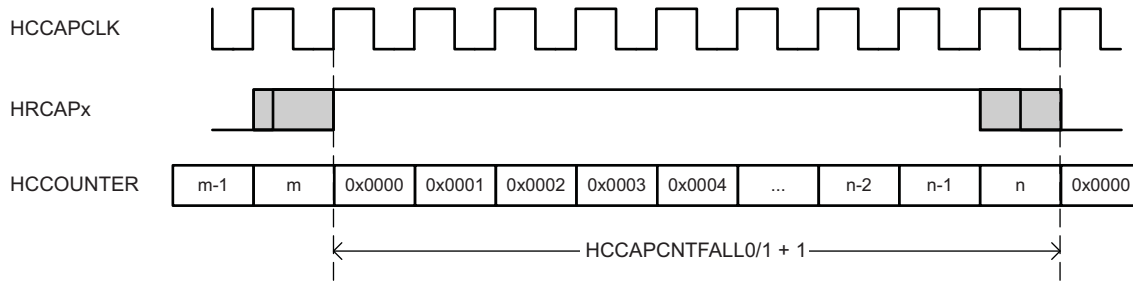 HCCAPCLK
HRCAPx
HCCOUNTER m-1 m 0x0000 0x0001 0x0002 0x0003 0x0004 ... n-2 n-1 n 0x0000
HCCAPCNTFALL0/1 + 1